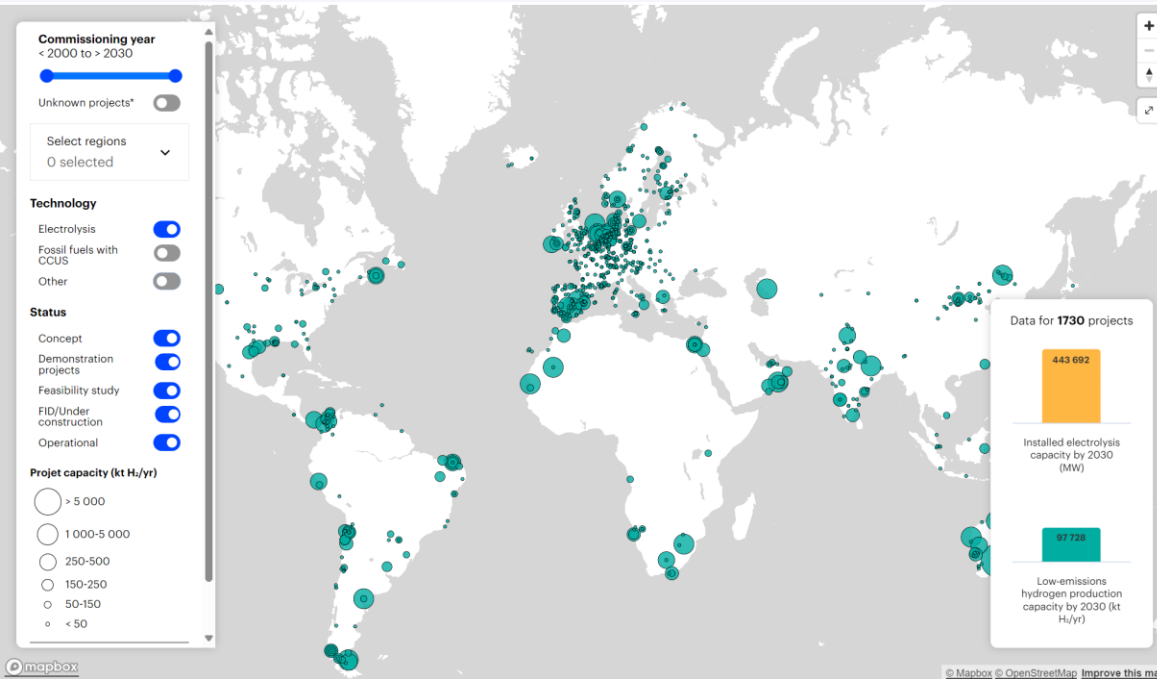 Commissioning year
< 2000 to > 2030
Unknown projects*
Select regions
0 selected
Technology
Electrolysis
Fossil fuels with
CCUS
Other
Status
Concept
Demonstration
projects
Feasibility study
FID/Under
construction
Operational
Projet capacity (kt H₂/yr)
> 5 000
1 000-5 000
250-500
150-250
50-150
< 50
Data for 1730 projects
443 692
Installed electrolysis
capacity by 2030
(MW)
97 728
Low-emissions
hydrogen production
capacity by 2030 (kt
H₂/yr)
mapbox
© Mapbox © OpenStreetMap Improve this ma